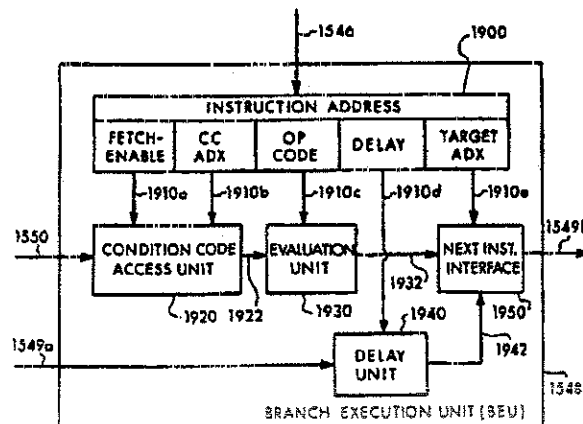 1546
1900
INSTRUCTION ADDRESS
FETCH-
ENABLE
CC
ADX
OP
CODE
DELAY
TARGET
ADX
1910a
1910b
1910c
1910d
1910e
1550
CONDITION CODE
ACCESS UNIT
EVALUATION
UNIT
NEXT INST.
INTERFACE
1549b
1920
1922
1930
1932
1940
1950
1549a
DELAY
UNIT
1942
1548
BRANCH EXECUTION UNIT (BEU)